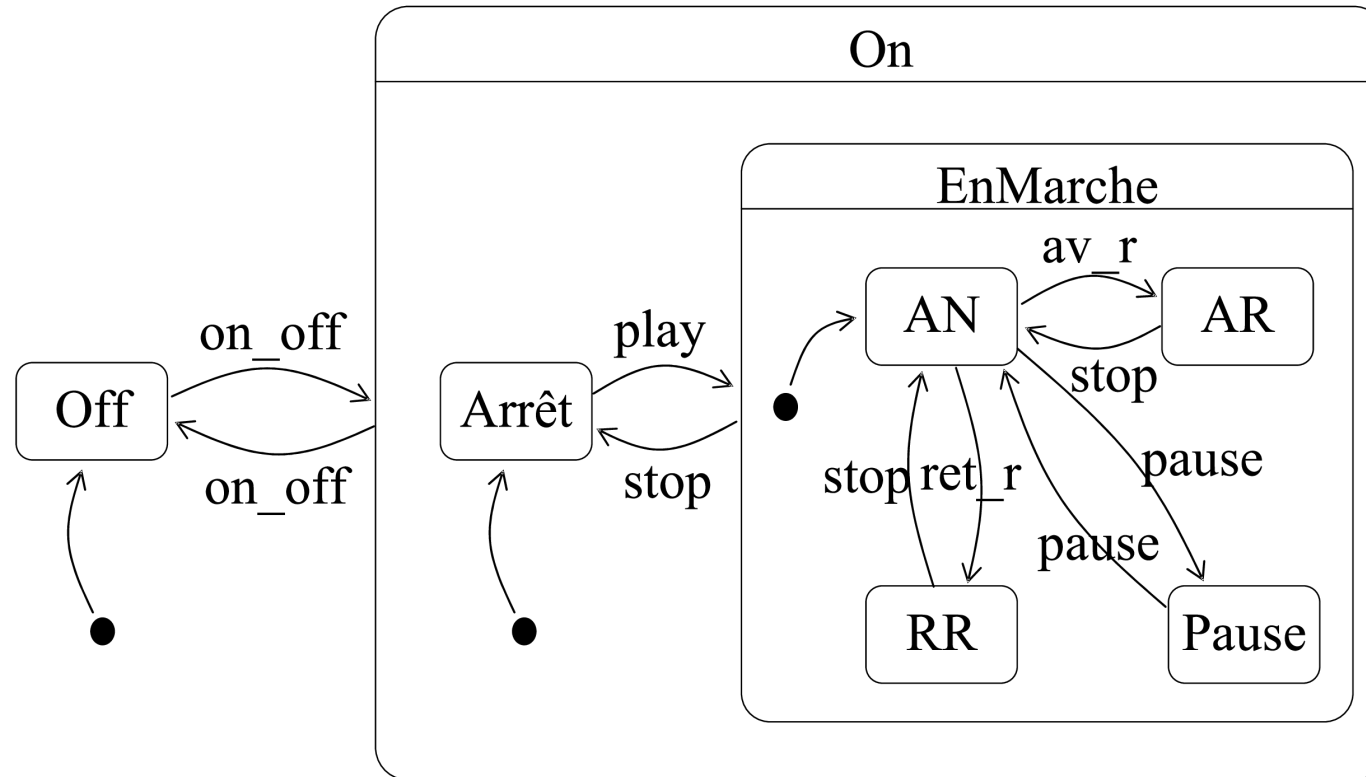 On
EnMarche
av_r
AN
AR
on_off
play
stop
Off
Arrêt
on_off
stop
stop
ret_r
pause
pause
RR
Pause